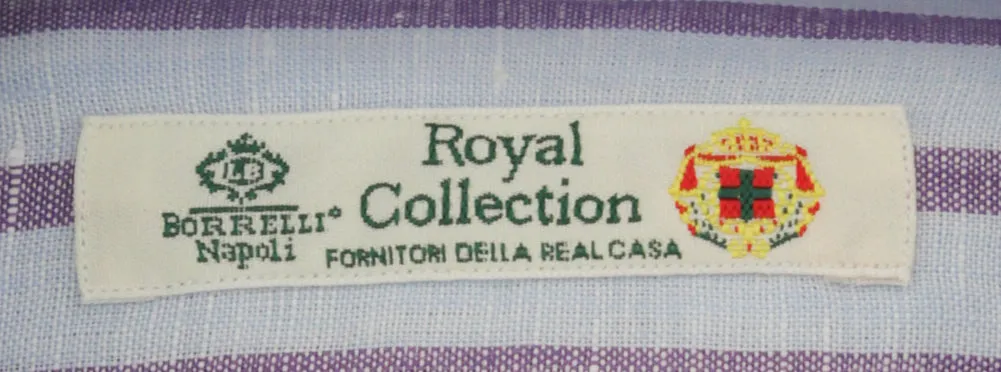 LB
BORRELLI
Napoli
Royal
Collection
FORNITORI DELLA REAL CASA